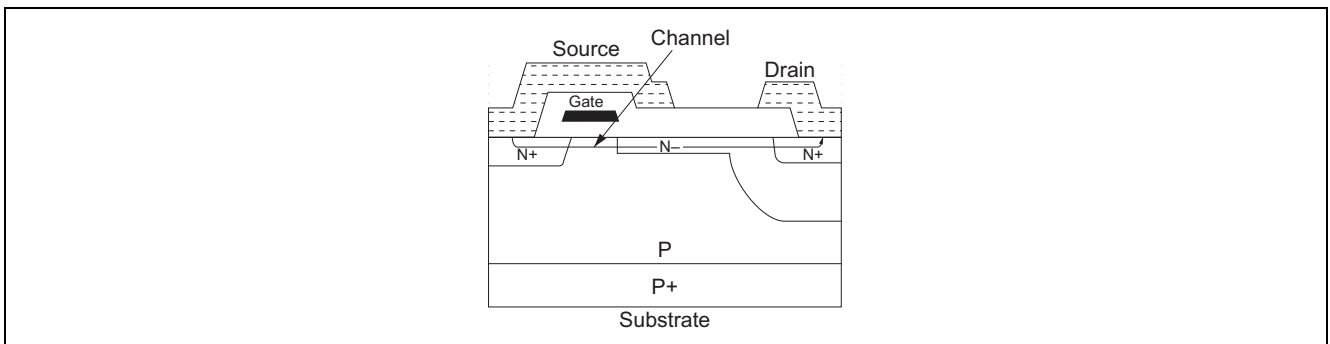 Channel
Source
Drain
Gate
N+
N–
N+
P
P+
Substrate